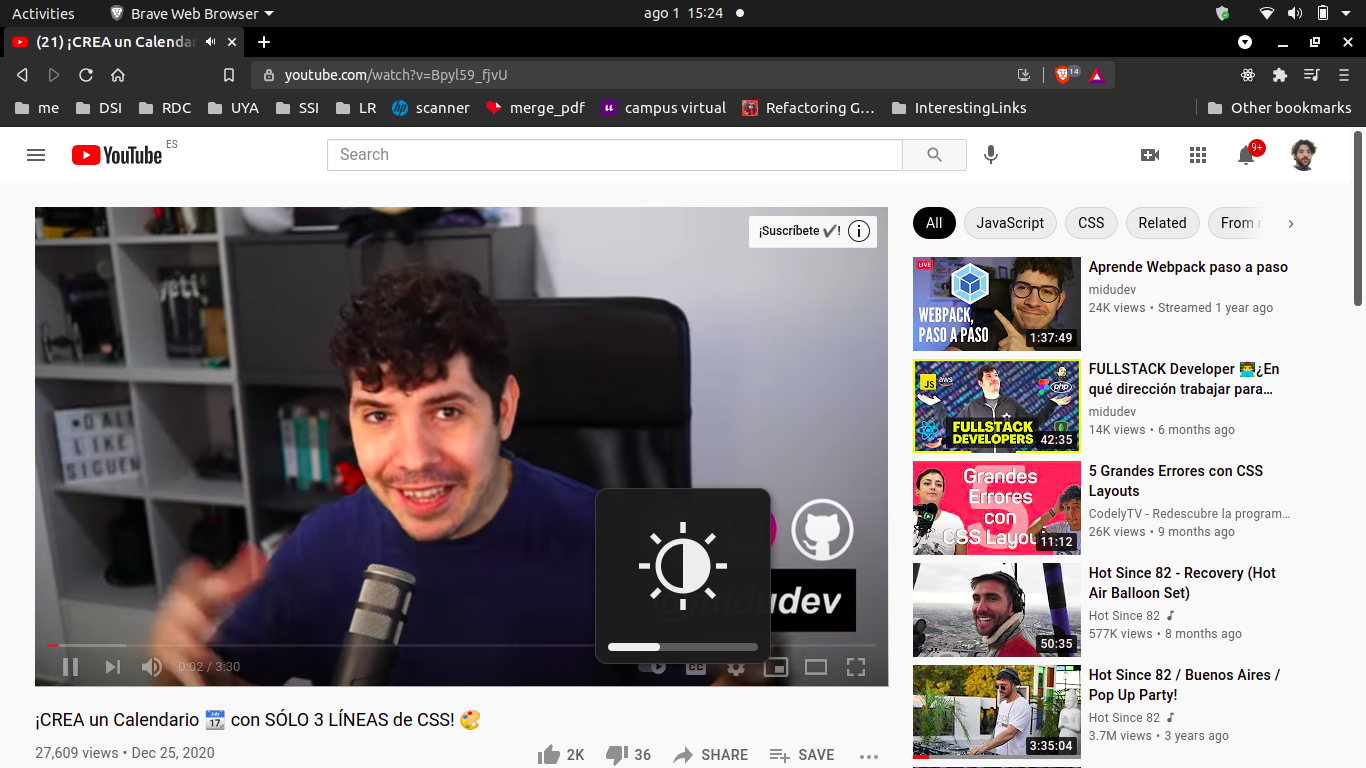 Activities
Brave Web Browser
ago 1 15:24
(21) ¡CREA un Calendar
youtube.com/watch?v=Bpyl59_fjvU
14
me
DSI
RDC
UYA
SSI
LR
scanner
merge_pdf
campus virtual
Refactoring G…
InterestingLinks
Other bookmarks
YouTube ES
Search
9+
¡Suscríbete ✔! i
DALE
LIKE
SIGUEN
0:02 / 3:30
CC
¡CREA un Calendario 📅 con SÓLO 3 LÍNEAS de CSS! 🎨
27,609 views • Dec 25, 2020
2K
36
SHARE
SAVE
All
JavaScript
CSS
Related
LIVE
WEBPACK,
PASO A PASO
1:37:49
Aprende Webpack paso a paso
midudev
24K views • Streamed 1 year ago
JS
aws
php
FULLSTACK
DEVELOPERS
42:35
FULLSTACK Developer 👨‍💻¿En
qué dirección trabajar para…
midudev
14K views • 6 months ago
5
Grandes
Errores
con
CSS Layou
11:12
5 Grandes Errores con CSS
Layouts
CodelyTV - Redescubre la program…
26K views • 9 months ago
50:35
Hot Since 82 - Recovery (Hot
Air Balloon Set)
Hot Since 82
577K views • 8 months ago
3:35:04
Hot Since 82 / Buenos Aires /
Pop Up Party!
Hot Since 82
3.7M views • 3 years ago